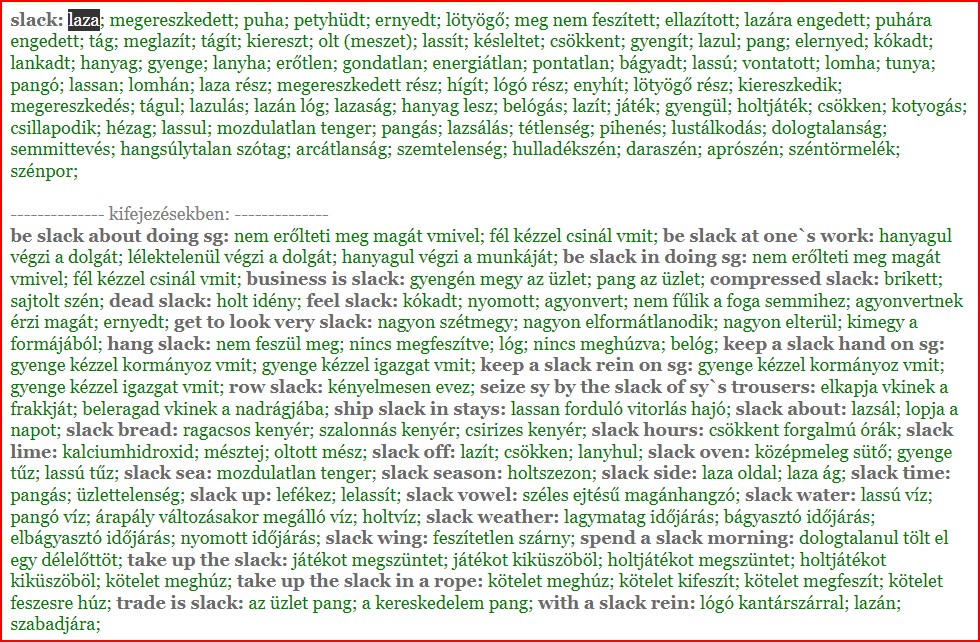 slack: laza; megereszkedett; puha; petyhüdt; ernyedt; lötyögő; meg nem feszített; ellazított; lazára engedett; puhára
engedett; tág; meglazít; tágít; kiereszt; olt (meszet); lassít; késleltet; csökkent; gyengít; lazul; pang; elernyed; kókadt;
lankadt; hanyag; gyenge; lanyha; erőtlen; gondatlan; energiátlan; pontatlan; bágyadt; lassú; vontatott; lomha; tunya;
pangó; lassan; lomhán; laza rész; megereszkedett rész; hígít; lógó rész; enyhít; lötyögő rész; kiereszkedik;
megereszkedés; tágul; lazulás; lazán lóg; lazaság; hanyag lesz; belógás; lazít; játék; gyengül; holtjáték; csökken; kotyogás;
csillapodik; hézag; lassul; mozdulatlan tenger; pangás; lazsálás; tétlenség; pihenés; lustálkodás; dologtalanság;
semmittevés; hangsúlytalan szótag; arcátlanság; szemtelenség; hulladékszén; daraszén; aprószén; széntörmelék;
szénpor;
-------------- kifejezésekben: --------------
be slack about doing sg: nem erőlteti meg magát vmivel; fél kézzel csinál vmit; be slack at one`s work: hanyagul
végzi a dolgát; lélektelenül végzi a dolgát; hanyagul végzi a munkáját; be slack in doing sg: nem erőlteti meg magát
vmivel; fél kézzel csinál vmit; business is slack: gyengén megy az üzlet; pang az üzlet; compressed slack: brikett;
sajtolt szén; dead slack: holt idény; feel slack: kókadt; nyomott; agyonvert; nem fűlik a foga semmihez; agyonvertnek
érzi magát; ernyedt; get to look very slack: nagyon szétmegy; nagyon elformátlanodik; nagyon elterül; kimegy a
formájából; hang slack: nem feszül meg; nincs megfeszítve; lóg; nincs meghúzva; belóg; keep a slack hand on sg:
gyenge kézzel kormányoz vmit; gyenge kézzel igazgat vmit; keep a slack rein on sg: gyenge kézzel kormányoz vmit;
gyenge kézzel igazgat vmit; row slack: kényelmesen evez; seize sy by the slack of sy`s trousers: elkapja vkinek a
frakkját; beleragad vkinek a nadrágjába; ship slack in stays: lassan forduló vitorlás hajó; slack about: lazsál; lopja a
napot; slack bread: ragacsos kenyér; szalonnás kenyér; csirizes kenyér; slack hours: csökkent forgalmú órák; slack
lime: kalciumhidroxid; mésztej; oltott mész; slack off: lazít; csökken; lanyhul; slack oven: középmeleg sütő; gyenge
tűz; lassú tűz; slack sea: mozdulatlan tenger; slack season: holtszezon; slack side: laza oldal; laza ág; slack time:
pangás; üzlettelenség; slack up: lefékez; lelassít; slack vowel: széles ejtésű magánhangzó; slack water: lassú víz;
pangó víz; árapály változásakor megálló víz; holtvíz; slack weather: lagymatag időjárás; bágyasztó időjárás;
elbágyasztó időjárás; nyomott időjárás; slack wing: feszítetlen szárny; spend a slack morning: dologtalanul tölt el
egy délelőttöt; take up the slack: játékot megszüntet; játékot kiküszöböl; holtjátékot megszüntet; holtjátékot
kiküszöböl; kötelet meghúz; take up the slack in a rope: kötelet meghúz; kötelet kifeszít; kötelet megfeszít; kötelet
feszesre húz; trade is slack: az üzlet pang; a kereskedelem pang; with a slack rein: lógó kantárszárral; lazán;
szabadjára;